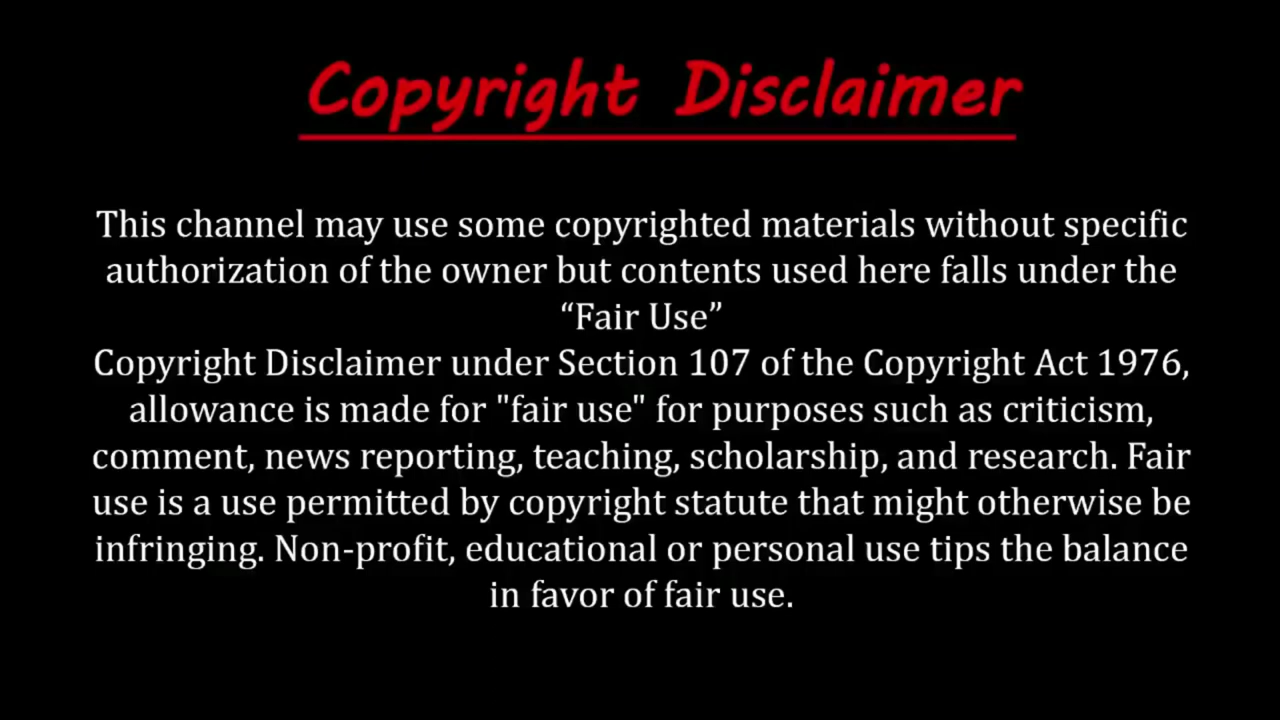 Copyright Disclaimer
This channel may use some copyrighted materials without specific
authorization of the owner but contents used here falls under the
“Fair Use”
Copyright Disclaimer under Section 107 of the Copyright Act 1976,
allowance is made for "fair use" for purposes such as criticism,
comment, news reporting, teaching, scholarship, and research. Fair
use is a use permitted by copyright statute that might otherwise be
infringing. Non-profit, educational or personal use tips the balance
in favor of fair use.